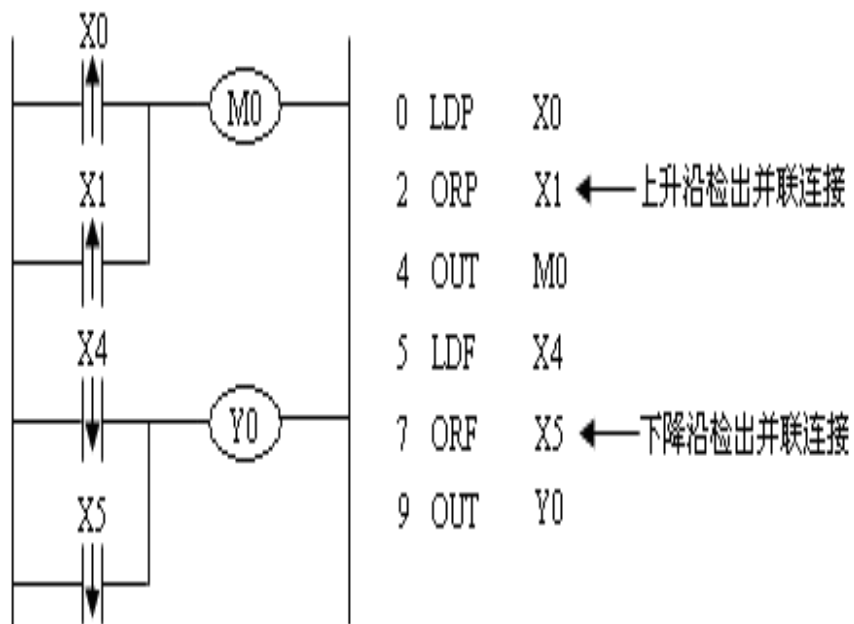 X0
M0
X1
X4
Y0
X5
0 LDP X0
2 ORP X1 上升沿检出并联连接
4 OUT M0
5 LDF X4
7 ORF X5 下降沿检出并联连接
9 OUT Y0